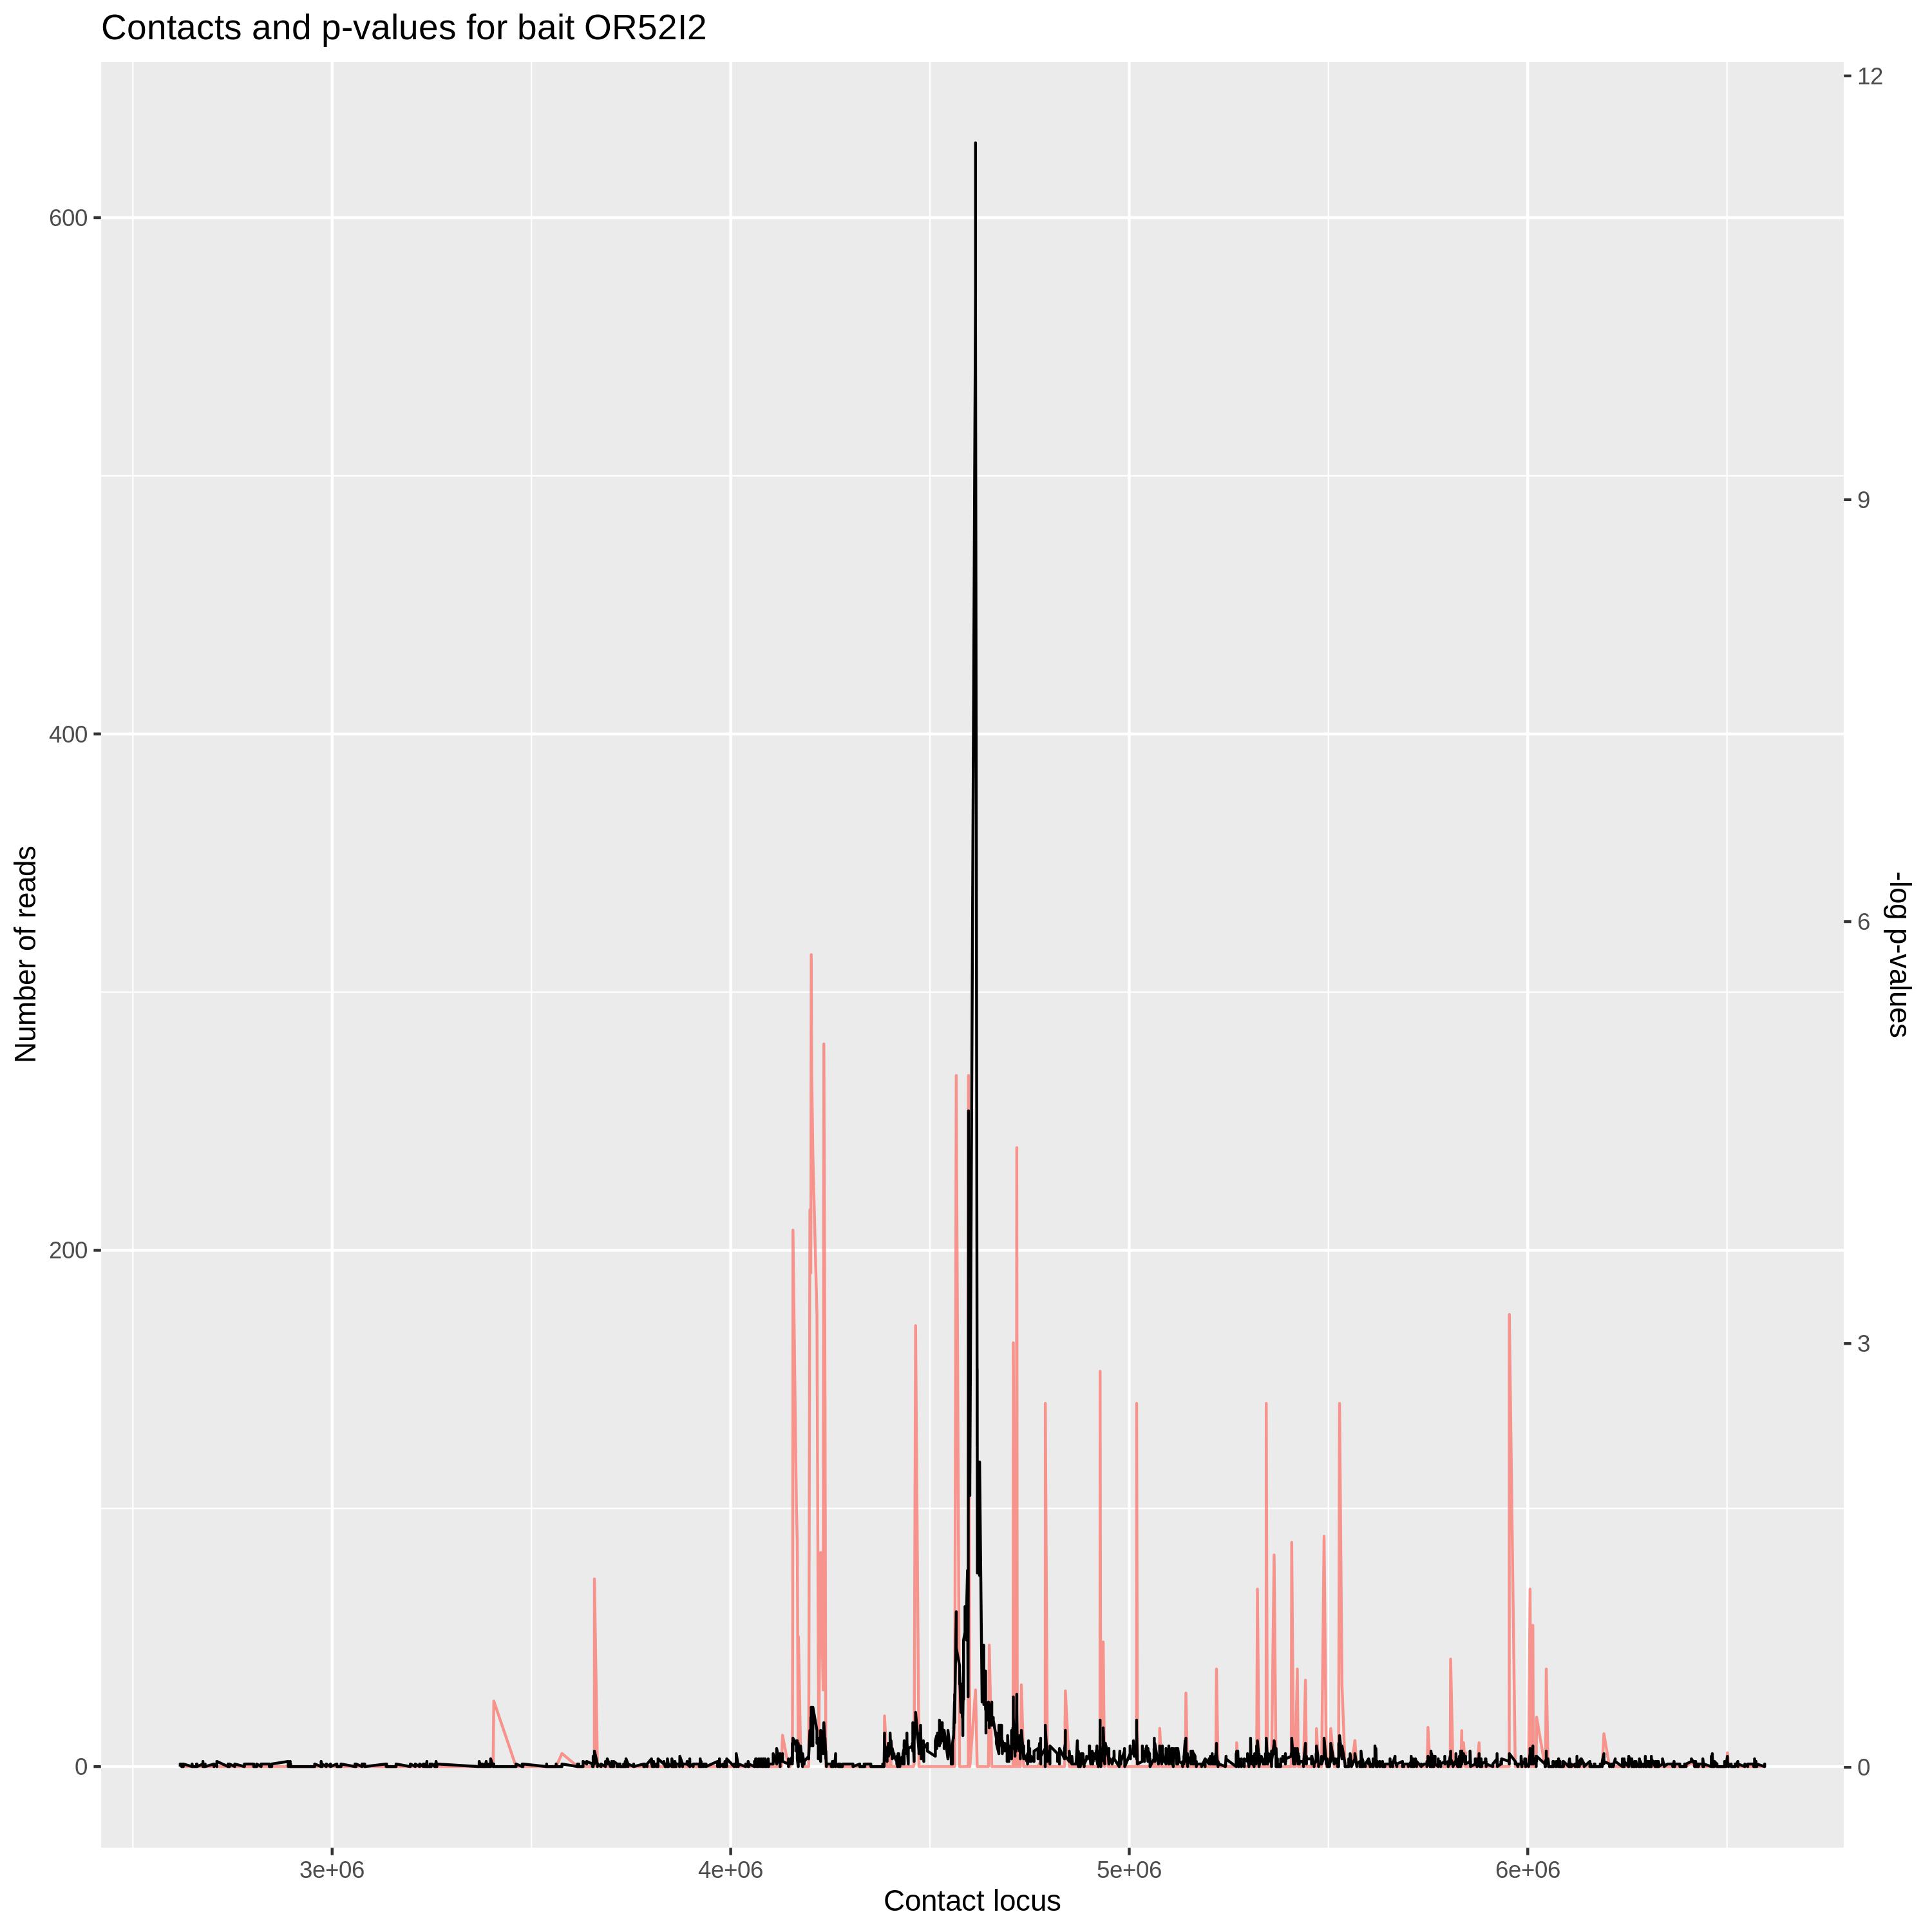 Contacts and p-values for bait OR52I2
Number of reads
600
400
200
0
12
9
6
3
0
-log p-values
3e+06
4e+06
5e+06
6e+06
Contact locus